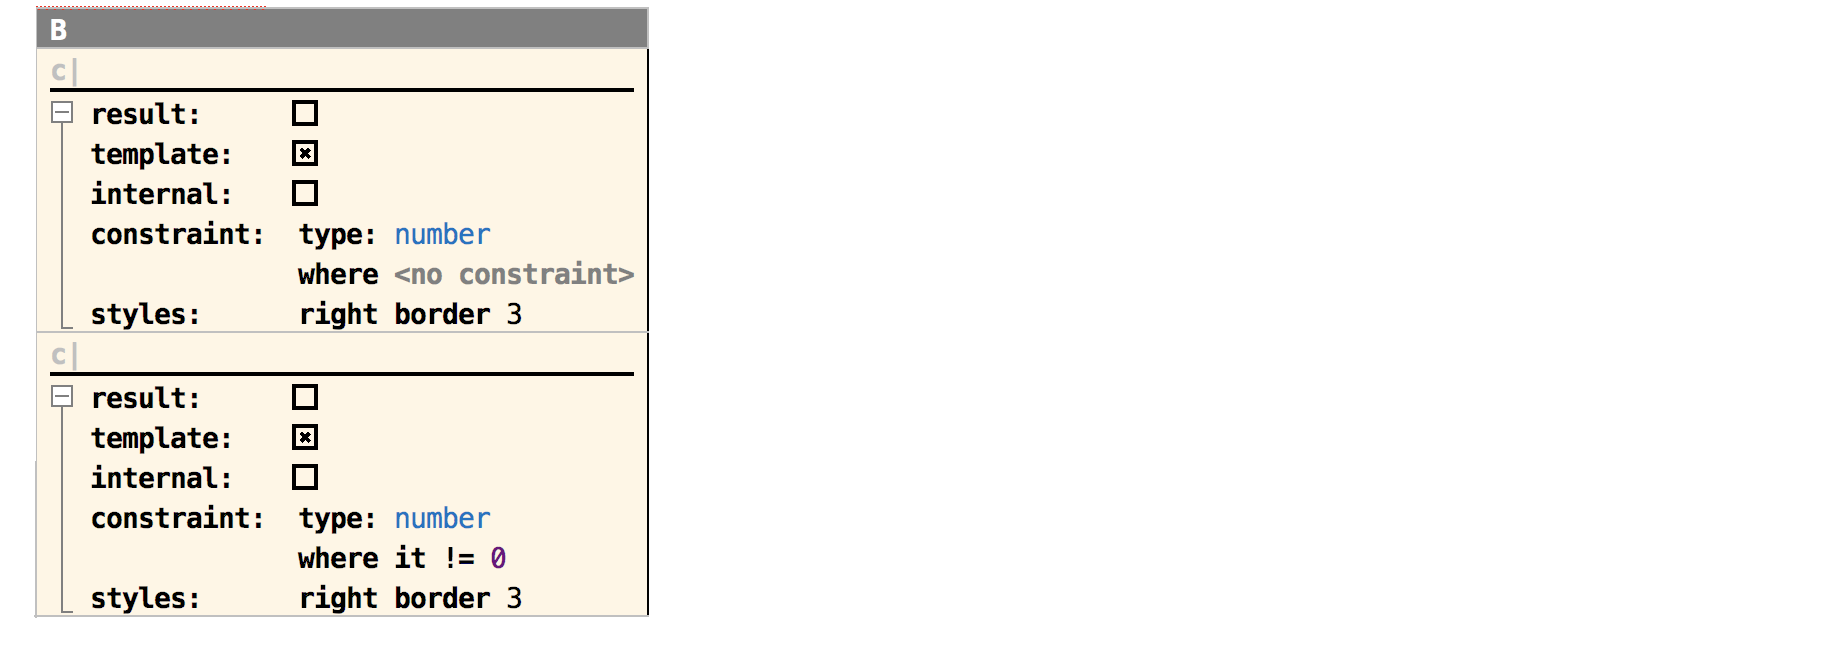 B
c|
result:
template:
internal:
constraint: type: number
where <no constraint>
styles: right border 3
c|
result:
template:
internal:
constraint: type: number
where it != 0
styles: right border 3